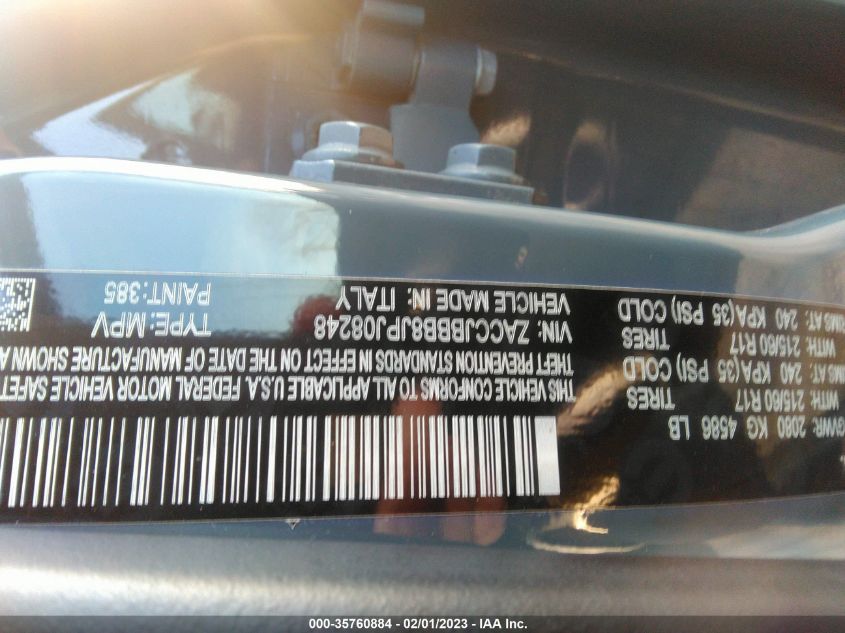 GVWR: 2080 KG 4586 LB
WITH: 215/60 R17 TIRES
IMS AT: 240 KPA(35 PSI) COLD
WITH: 215/60 R17 TIRES
RIMS AT: 240 KPA(35 PSI) COLD
THIS VEHICLE CONFORMS TO ALL APPLICABLE U.S.A. FEDERAL MOTOR VEHICLE SAFET
THEFT PREVENTION STANDARDS IN EFFECT ON THE DATE OF MANUFACTURE SHOWN A
VIN: ZACCJBBB8JPJ08248 TYPE: MPV
VEHICLE MADE IN: ITALY PAINT: 385
000-35760884 - 02/01/2023 - IAA Inc.